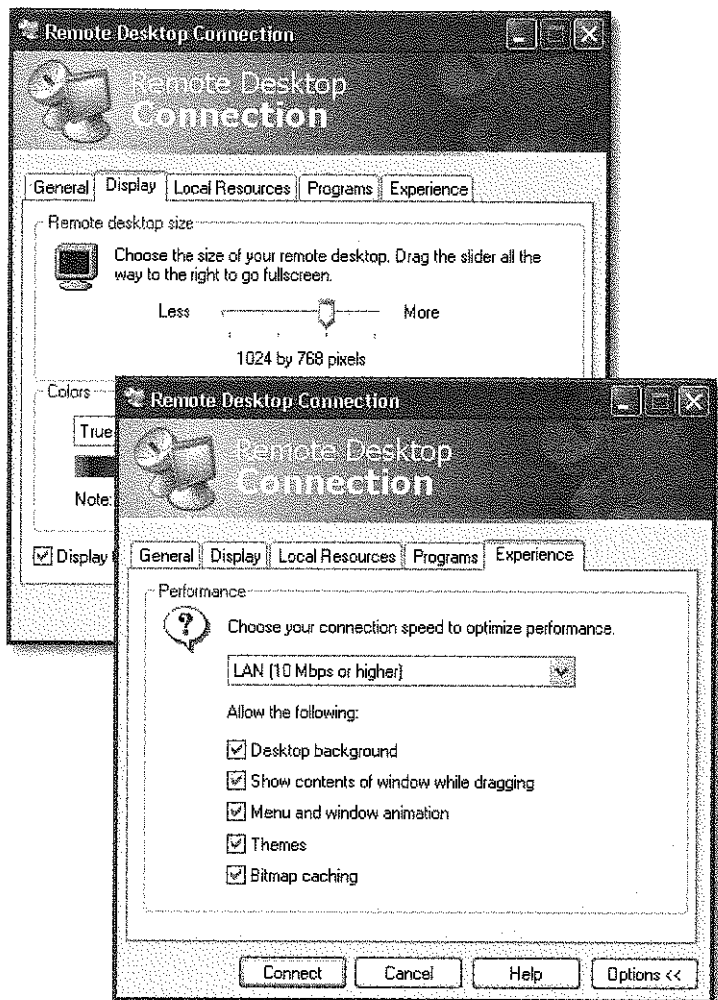 Remote Desktop Connection
Remote Desktop
Connection
General Display Local Resources Programs Experience
Remote desktop size
Choose the size of your remote desktop. Drag the slider all the
way to the right to go fullscreen.
Less More
1024 by 768 pixels
Colors
True
Note:
Display
Remote Desktop Connection
Remote Desktop
Connection
General Display Local Resources Programs Experience
Performance
Choose your connection speed to optimize performance.
LAN (10 Mbps or higher)
Allow the following:
Desktop background
Show contents of window while dragging
Menu and window animation
Themes
Bitmap caching
Connect Cancel Help Options <<